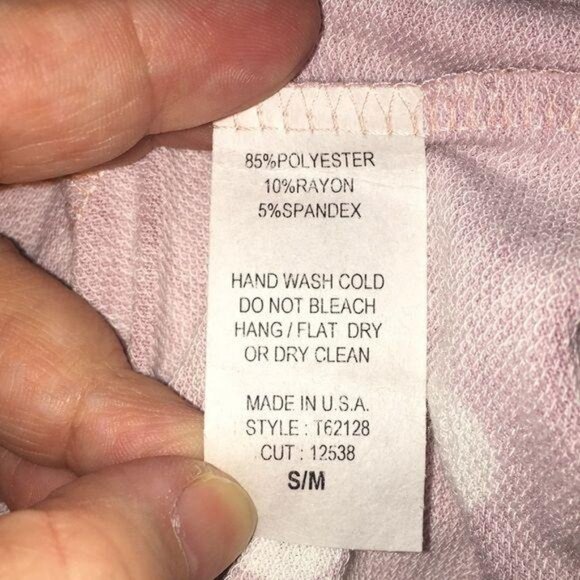 85%POLYESTER
10%RAYON
5%SPANDEX
HAND WASH COLD
DO NOT BLEACH
HANG / FLAT DRY
OR DRY CLEAN
MADE IN U.S.A.
STYLE : T62128
CUT : 12538
S/M